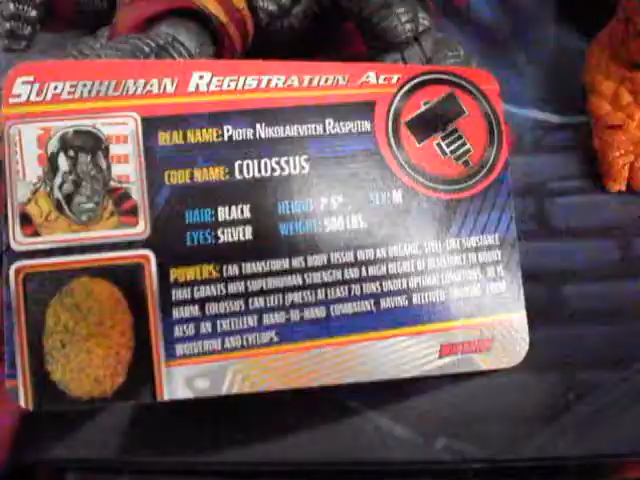 SUPERHUMAN REGISTRATION ACT
REAL NAME: PIOTR NIKOLAIEVITCH RASPUTIN
CODE NAME: COLOSSUS
HAIR: BLACK HEIGHT: 7' 5" SEX: M
EYES: SILVER WEIGHT: 500 LBS.
POWERS: CAN TRANSFORM HIS BODY TISSUE INTO AN ORGANIC, STEEL-LIKE SUBSTANCE
THAT GRANTS HIM SUPERHUMAN STRENGTH AND A HIGH DEGREE OF RESISTANCE TO BODILY
HARM. COLOSSUS CAN LIFT (PRESS) AT LEAST 70 TONS UNDER OPTIMAL CONDITIONS. HE IS
ALSO AN EXCELLENT HAND-TO-HAND COMBATANT, HAVING RECEIVED TRAINING FROM
WOLVERINE AND CYCLOPS.